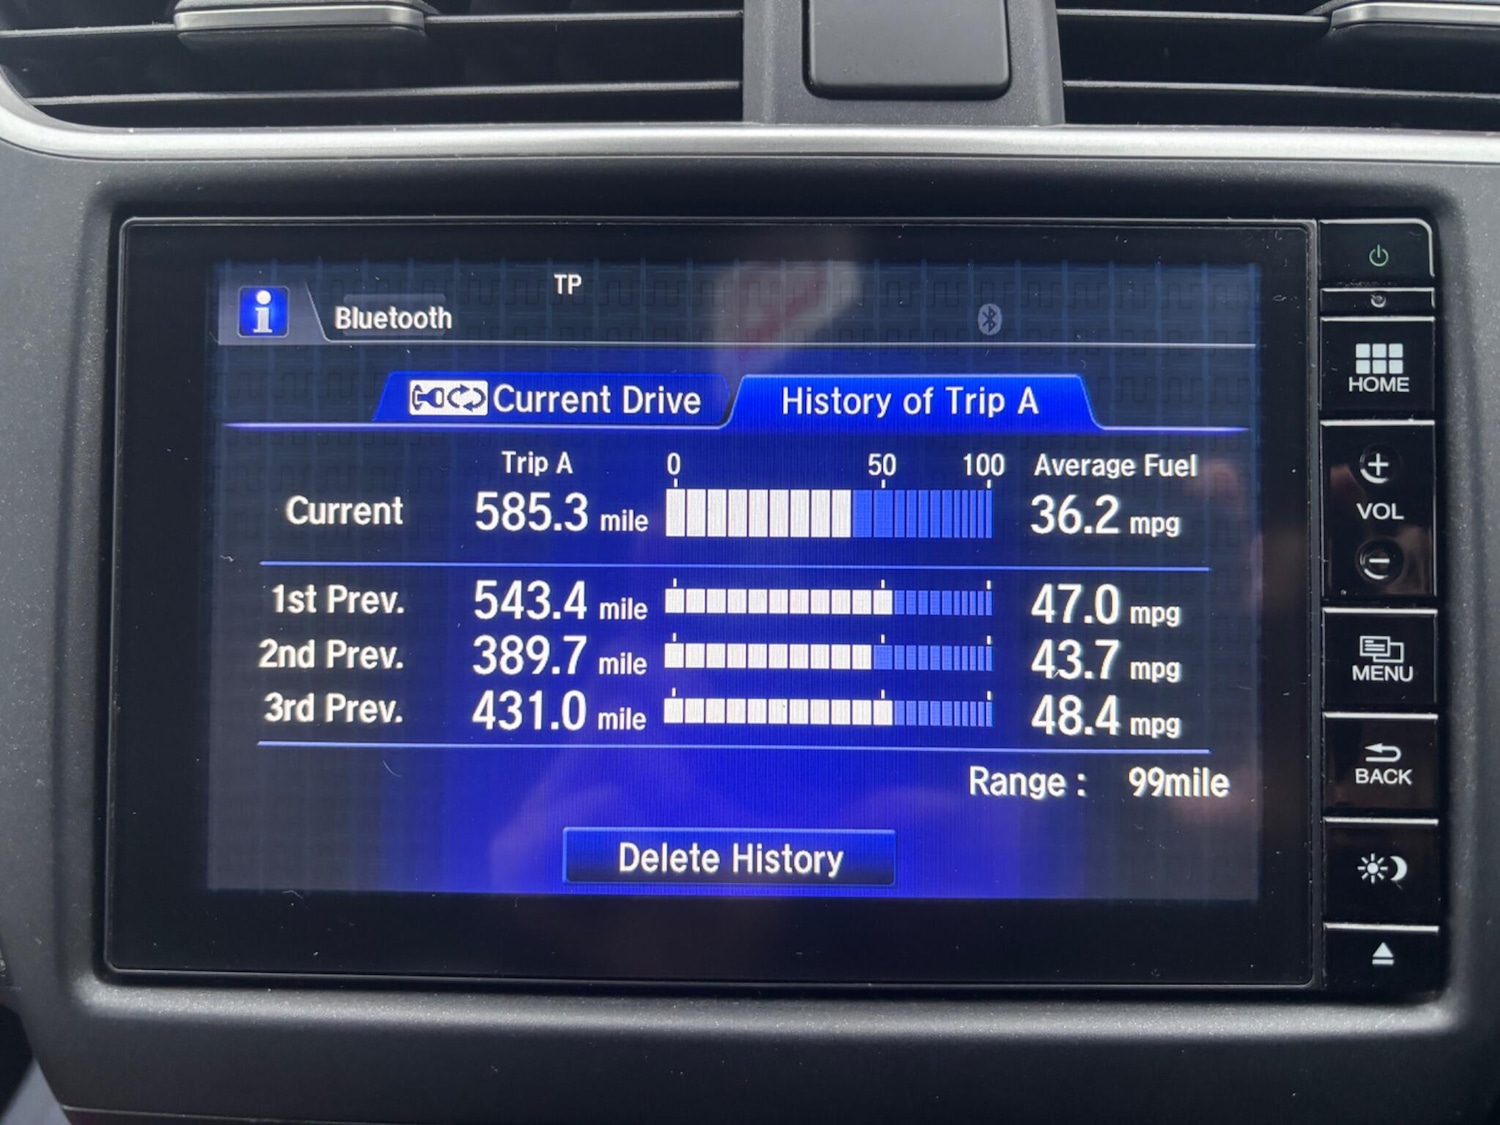 TP
Bluetooth
Current Drive
History of Trip A
Trip A 0 50 100 Average Fuel
Current 585.3 mile 36.2 mpg
1st Prev. 543.4 mile 47.0 mpg
2nd Prev. 389.7 mile 43.7 mpg
3rd Prev. 431.0 mile 48.4 mpg
Range : 99mile
Delete History
HOME
+
VOL
−
MENU
BACK